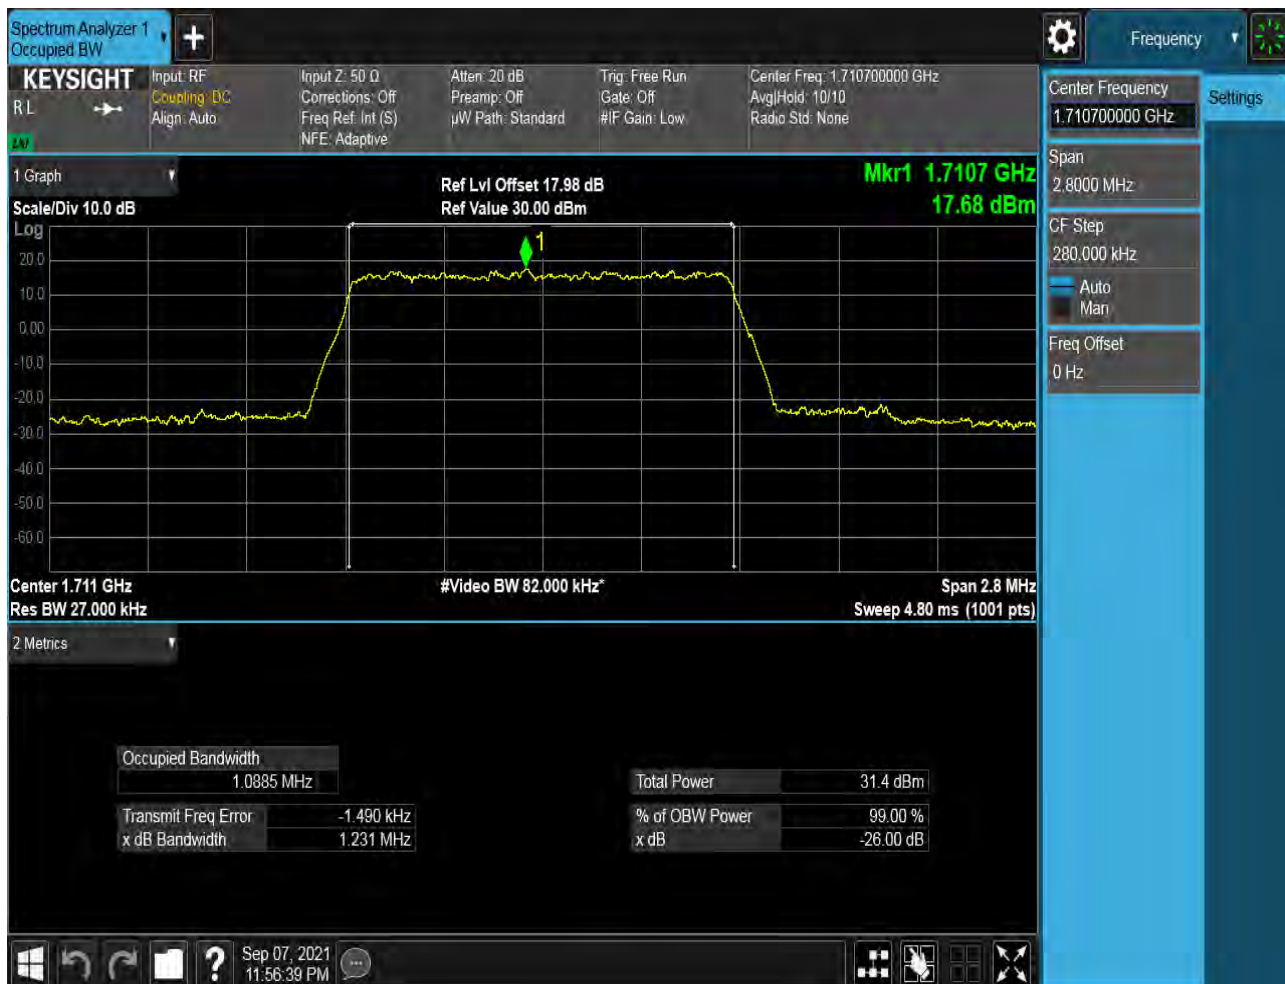 Spectrum Analyzer 1
Occupied BW
Frequency
KEYSIGHT
R L
Input: RF
Coupling: DC
Align: Auto
Input Z: 50 Ω
Corrections: Off
Freq Ref: Int (S)
NFE: Adaptive
Atten: 20 dB
Preamp: Off
µW Path: Standard
Trig: Free Run
Gate: Off
#IF Gain: Low
Center Freq: 1.710700000 GHz
Avg|Hold: 10/10
Radio Std: None
Center Frequency
1.710700000 GHz
Settings
Span
2.8000 MHz
CF Step
280.000 kHz
Auto
Man
Freq Offset
0 Hz
1 Graph
Scale/Div 10.0 dB
Ref Lvl Offset 17.98 dB
Ref Value 30.00 dBm
Mkr1 1.7107 GHz
17.68 dBm
Log
1
20.0
10.0
0.00
-10.0
-20.0
-30.0
-40.0
-50.0
-60.0
Center 1.711 GHz
#Video BW 82.000 kHz*
Span 2.8 MHz
Res BW 27.000 kHz
Sweep 4.80 ms (1001 pts)
2 Metrics
Occupied Bandwidth
1.0885 MHz
Total Power 31.4 dBm
Transmit Freq Error -1.490 kHz
% of OBW Power 99.00 %
x dB Bandwidth 1.231 MHz
x dB -26.00 dB
?
Sep 07, 2021
11:56:39 PM